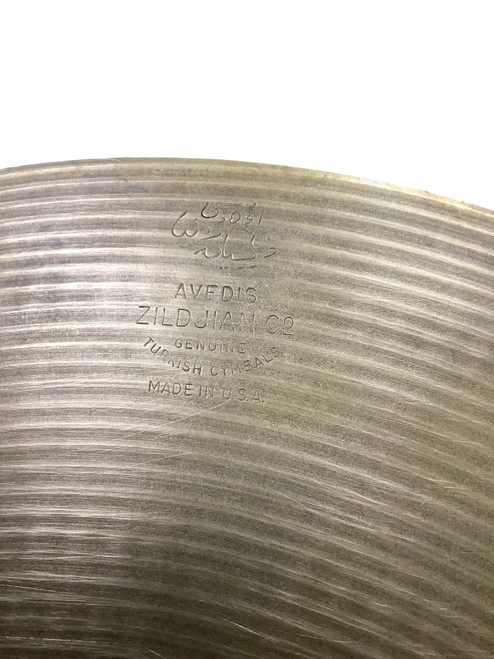 AVEDIS
ZILDJIAN CO
GENUINE
TURKISH CYMBALS
MADE IN U.S.A.